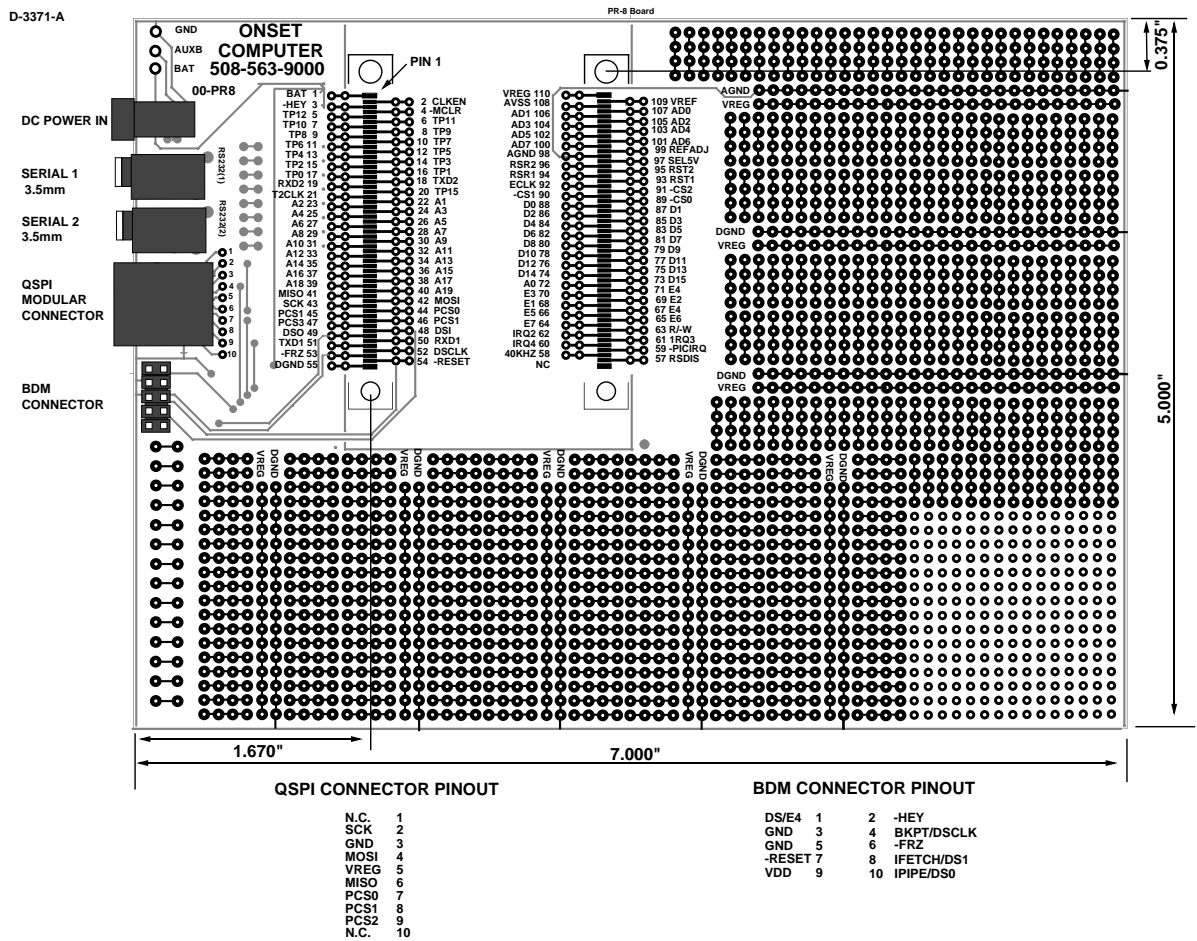 D-3371-A
PR-8 Board
GND
AUXB
BAT
ONSET
COMPUTER
508-563-9000
00-PR8
PIN 1
DC POWER IN
SERIAL 1
3.5mm
SERIAL 2
3.5mm
QSPI
MODULAR
CONNECTOR
BDM
CONNECTOR
RS232(1)
RS232(2)
1
2
3
4
5
6
7
8
9
10
BAT 1
-HEY 3
TP12 5
TP10 7
TP8 9
TP6 11
TP4 13
TP2 15
TP0 17
RXD2 19
T2CLK 21
A2 23
A4 25
A6 27
A8 29
A10 31
A12 33
A14 35
A16 37
A18 39
MISO 41
SCK 43
PCS1 45
PCS3 47
DSO 49
TXD1 51
-FRZ 53
DGND 55
2 CLKEN
4 -MCLR
6 TP11
8 TP9
10 TP7
12 TP5
14 TP3
16 TP1
18 TXD2
20 TP15
22 A1
24 A3
26 A5
28 A7
30 A9
32 A11
34 A13
36 A15
38 A17
40 A19
42 MOSI
44 PCS0
46 PCS1
48 DSI
50 RXD1
52 DSCLK
54 -RESET
VREG 110
AVSS 108
AD1 106
AD3 104
AD5 102
AD7 100
AGND 98
RSR2 96
RSR1 94
ECLK 92
-CS1 90
D0 88
D2 86
D4 84
D6 82
D8 80
D10 78
D12 76
D14 74
A0 72
E3 70
E1 68
E5 66
E7 64
IRQ2 62
IRQ4 60
40KHZ 58
NC
109 VREF
107 AD0
105 AD2
103 AD4
101 AD6
99 REFADJ
97 SEL5V
95 RST2
93 RST1
91 -CS2
89 -CS0
87 D1
85 D3
83 D5
81 D7
79 D9
77 D11
75 D13
73 D15
71 E4
69 E2
67 E4
65 E6
63 R/-W
61 1RQ3
59 -PICIRQ
57 RSDIS
AGND
VREG
DGND
VREG
DGND
VREG
0.375"
5.000"
VREG
DGND
VREG
DGND
VREG
DGND
VREG
DGND
VREG
DGND
1.670"
7.000"
QSPI CONNECTOR PINOUT
N.C. 1
SCK 2
GND 3
MOSI 4
VREG 5
MISO 6
PCS0 7
PCS1 8
PCS2 9
N.C. 10
BDM CONNECTOR PINOUT
DS/E4 1 2 -HEY
GND 3 4 BKPT/DSCLK
GND 5 6 -FRZ
-RESET 7 8 IFETCH/DS1
VDD 9 10 IPIPE/DS0